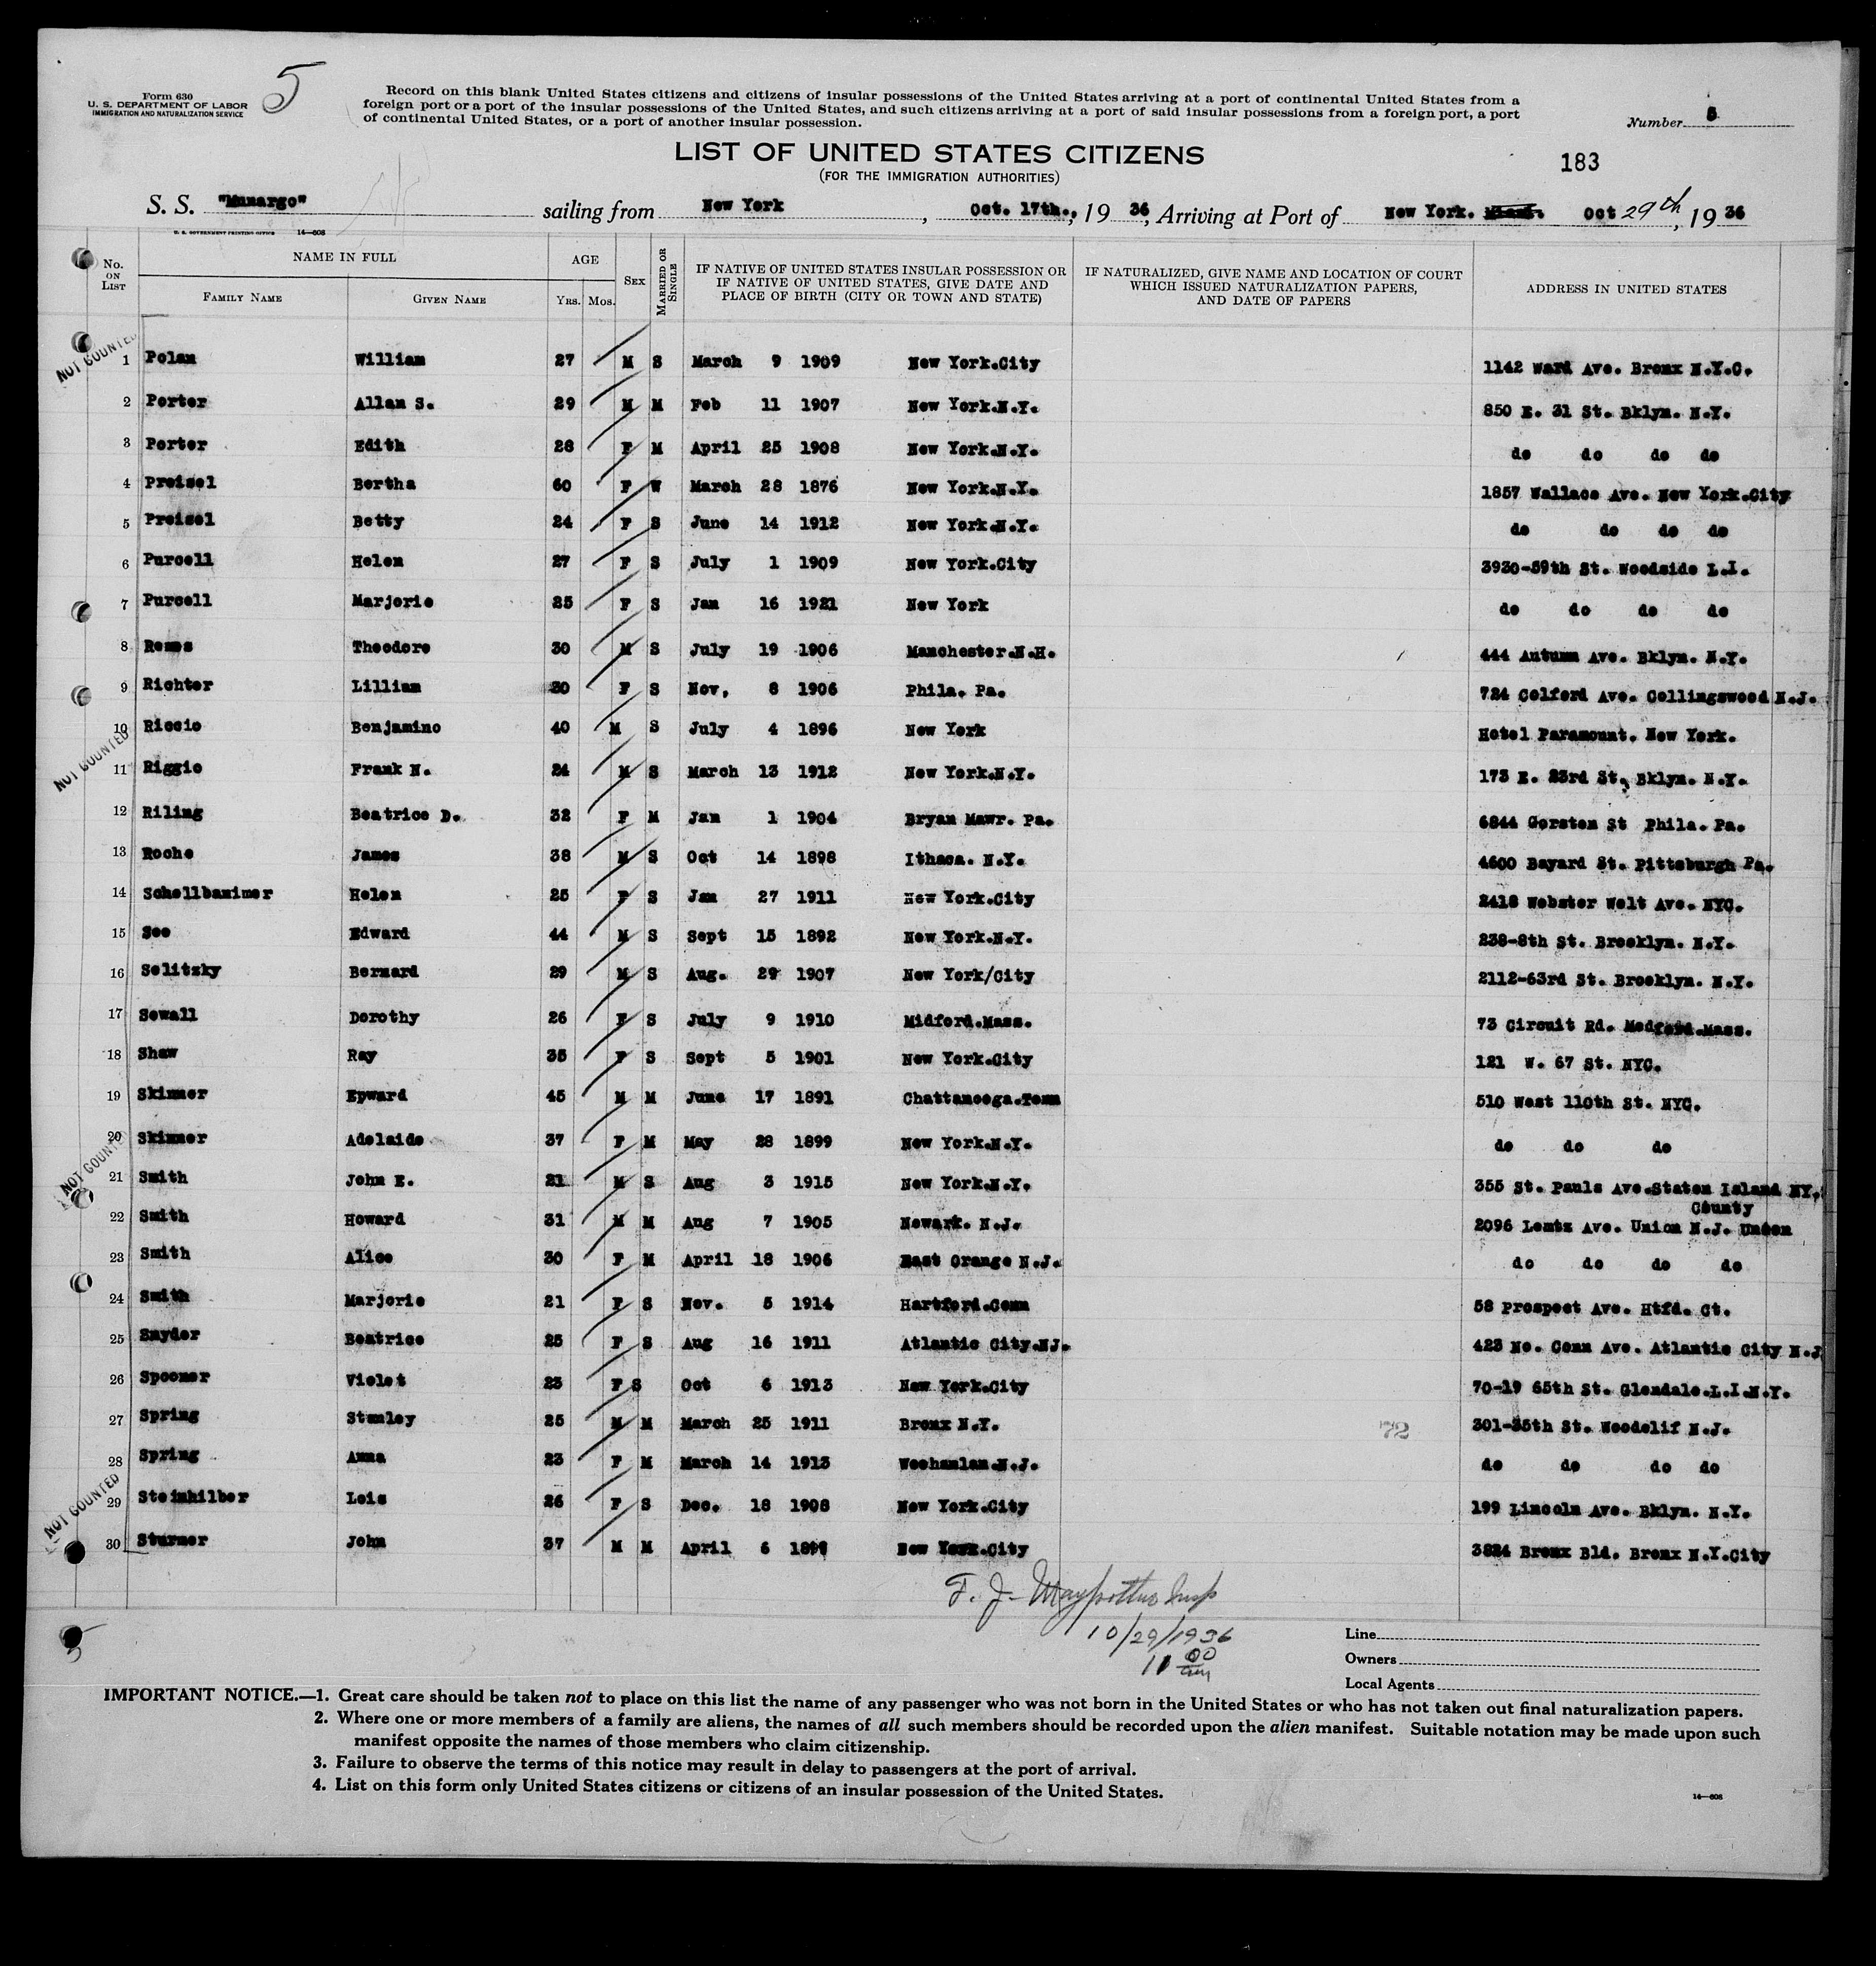 Form 630
U. S. DEPARTMENT OF LABOR
IMMIGRATION AND NATURALIZATION SERVICE
5
Record on this blank United States citizens and citizens of insular possessions of the United States arriving at a port of continental United States from a
foreign port or a port of the insular possessions of the United States, and such citizens arriving at a port of said insular possessions from a foreign port, a port
of continental United States, or a port of another insular possession.
Number 5
LIST OF UNITED STATES CITIZENS
(FOR THE IMMIGRATION AUTHORITIES)
183
S. S. "Munargo" sailing from New York, Oct. 17th., 19 36, Arriving at Port of New York. Miami. Oct 29th, 19 36
U. S. GOVERNMENT PRINTING OFFICE 14—608
No. ON LIST
NAME IN FULL
FAMILY NAME GIVEN NAME
AGE
YRS. MOS.
SEX
MARRIED OR SINGLE
IF NATIVE OF UNITED STATES INSULAR POSSESSION OR
IF NATIVE OF UNITED STATES, GIVE DATE AND
PLACE OF BIRTH (CITY OR TOWN AND STATE)
IF NATURALIZED, GIVE NAME AND LOCATION OF COURT
WHICH ISSUED NATURALIZATION PAPERS,
AND DATE OF PAPERS
ADDRESS IN UNITED STATES
NOT COUNTED
1 Polan William 27 M S March 9 1909 New York.City 1142 Ward Ave. Bronx N.Y.C.
2 Porter Allan S. 29 M M Feb 11 1907 New York.N.Y. 850 E. 31 St. Bklyn. N.Y.
3 Porter Edith 28 F M April 25 1908 New York.N.Y. do do do do
4 Preisel Bertha 60 F W March 28 1876 New York.N.Y. 1857 Wallace Ave. New York.City
5 Preisel Betty 24 F S June 14 1912 New York.N.Y. do do do do
6 Purcell Helen 27 F S July 1 1909 New York.City 3930-59th St. Woodside L.I.
7 Purcell Marjorie 25 F S Jan 16 1921 New York do do do do
8 Remes Theodore 30 M S July 19 1906 Manchester.N.H. 444 Autumn Ave. Bklyn. N.Y.
9 Richter Lillian 30 F S Nov, 8 1906 Phila. Pa. 724 Colford Ave. Collingswood N.J.
10 Riccio Benjamino 40 M S July 4 1896 New York Hotel Paramount. New York.
NOT COUNTED
11 Riggio Frank N. 24 M S March 13 1912 New York.N.Y. 173 E. 23rd St. Bklyn. N.Y.
12 Riling Beatrice D. 32 F M Jan 1 1904 Bryan Mawr. Pa. 6844 Gorsten St Phila. Pa.
13 Roche James 38 M S Oct 14 1898 Ithaca. N.Y. 4600 Bayard St. Pittsburgh Pa.
14 Schellbanimer Helen 25 F S Jan 27 1911 New York.City 2418 Webster Welt Ave. NYC.
15 See Edward 44 M S Sept 15 1892 New York.N.Y. 238-8th St. Brooklyn. N.Y.
16 Selitzky Bernard 29 M S Aug. 29 1907 New York/City 2112-63rd St. Brooklyn. N.Y.
17 Sewall Dorothy 26 F S July 9 1910 Midford.Mass. 73 Circuit Rd. Medford.Mass.
18 Shaw Ray 35 F S Sept 5 1901 New York.City 121 W. 67 St. NYC.
19 Skinner Epward 45 M M June 17 1891 Chattanooga.Tenn 510 West 110th St. NYC.
20 Skinner Adelaide 37 F M May 28 1899 New York.N.Y. do do do
NOT COUNTED
21 Smith John E. 21 M S Aug 3 1915 New York.N.Y. 355 St. Pauls Ave.Staten Island NY.
County
22 Smith Howard 31 M M Aug 7 1905 Newark. N.J. 2096 Lentz Ave. Union N.J. Union
23 Smith Alice 30 F M April 18 1906 East Orange N.J. do do do do
24 Smith Marjorie 21 F S Nov. 5 1914 Hartford.Conn 58 Prospect Ave. Htfd. Ct.
25 Snyder Beatrice 25 F S Aug 16 1911 Atlantic City.NJ. 423 No. Conn Ave. Atlantic City N.J
26 Spooner Violet 23 F S Oct 6 1913 New York.City 70-19 65th St. Glendale.L.I.N.Y.
27 Spring Stanley 25 M M March 25 1911 Bronx N.Y. 72 301-35th St. Woodclif N.J.
28 Spring Anna 23 F M March 14 1913 Weehanlan.N.J. do do do do
NOT COUNTED
29 Steinhilber Lois 26 F S Dec. 18 1908 New York.City 199 Lincoln Ave. Bklyn. N.Y.
30 Sturmer John 37 M M April 6 1899 New York.City 3824 Bronx Bld. Bronx N.Y.City
F. J.
10/29/1936
11 00 am
5
Line
Owners
Local Agents
IMPORTANT NOTICE.—1. Great care should be taken not to place on this list the name of any passenger who was not born in the United States or who has not taken out final naturalization papers.
2. Where one or more members of a family are aliens, the names of all such members should be recorded upon the alien manifest. Suitable notation may be made upon such
manifest opposite the names of those members who claim citizenship.
3. Failure to observe the terms of this notice may result in delay to passengers at the port of arrival.
4. List on this form only United States citizens or citizens of an insular possession of the United States.
14—608